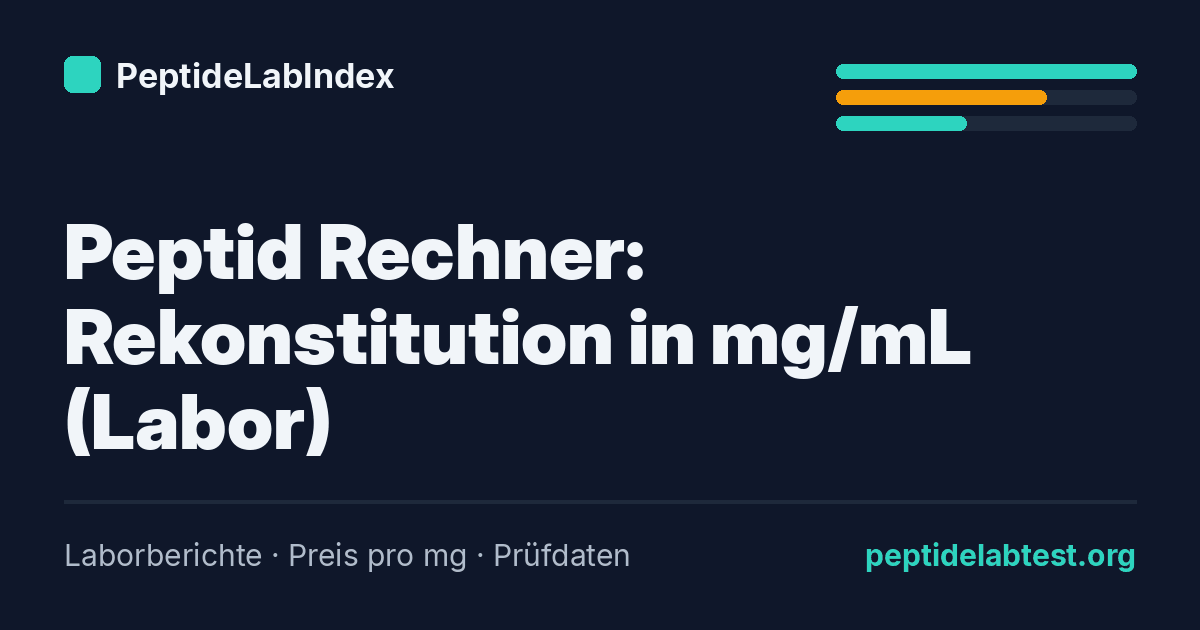 PeptideLabIndex
Peptid Rechner:
Rekonstitution in mg/mL
(Labor)
Laborberichte · Preis pro mg · Prüfdaten
peptidelabtest.org